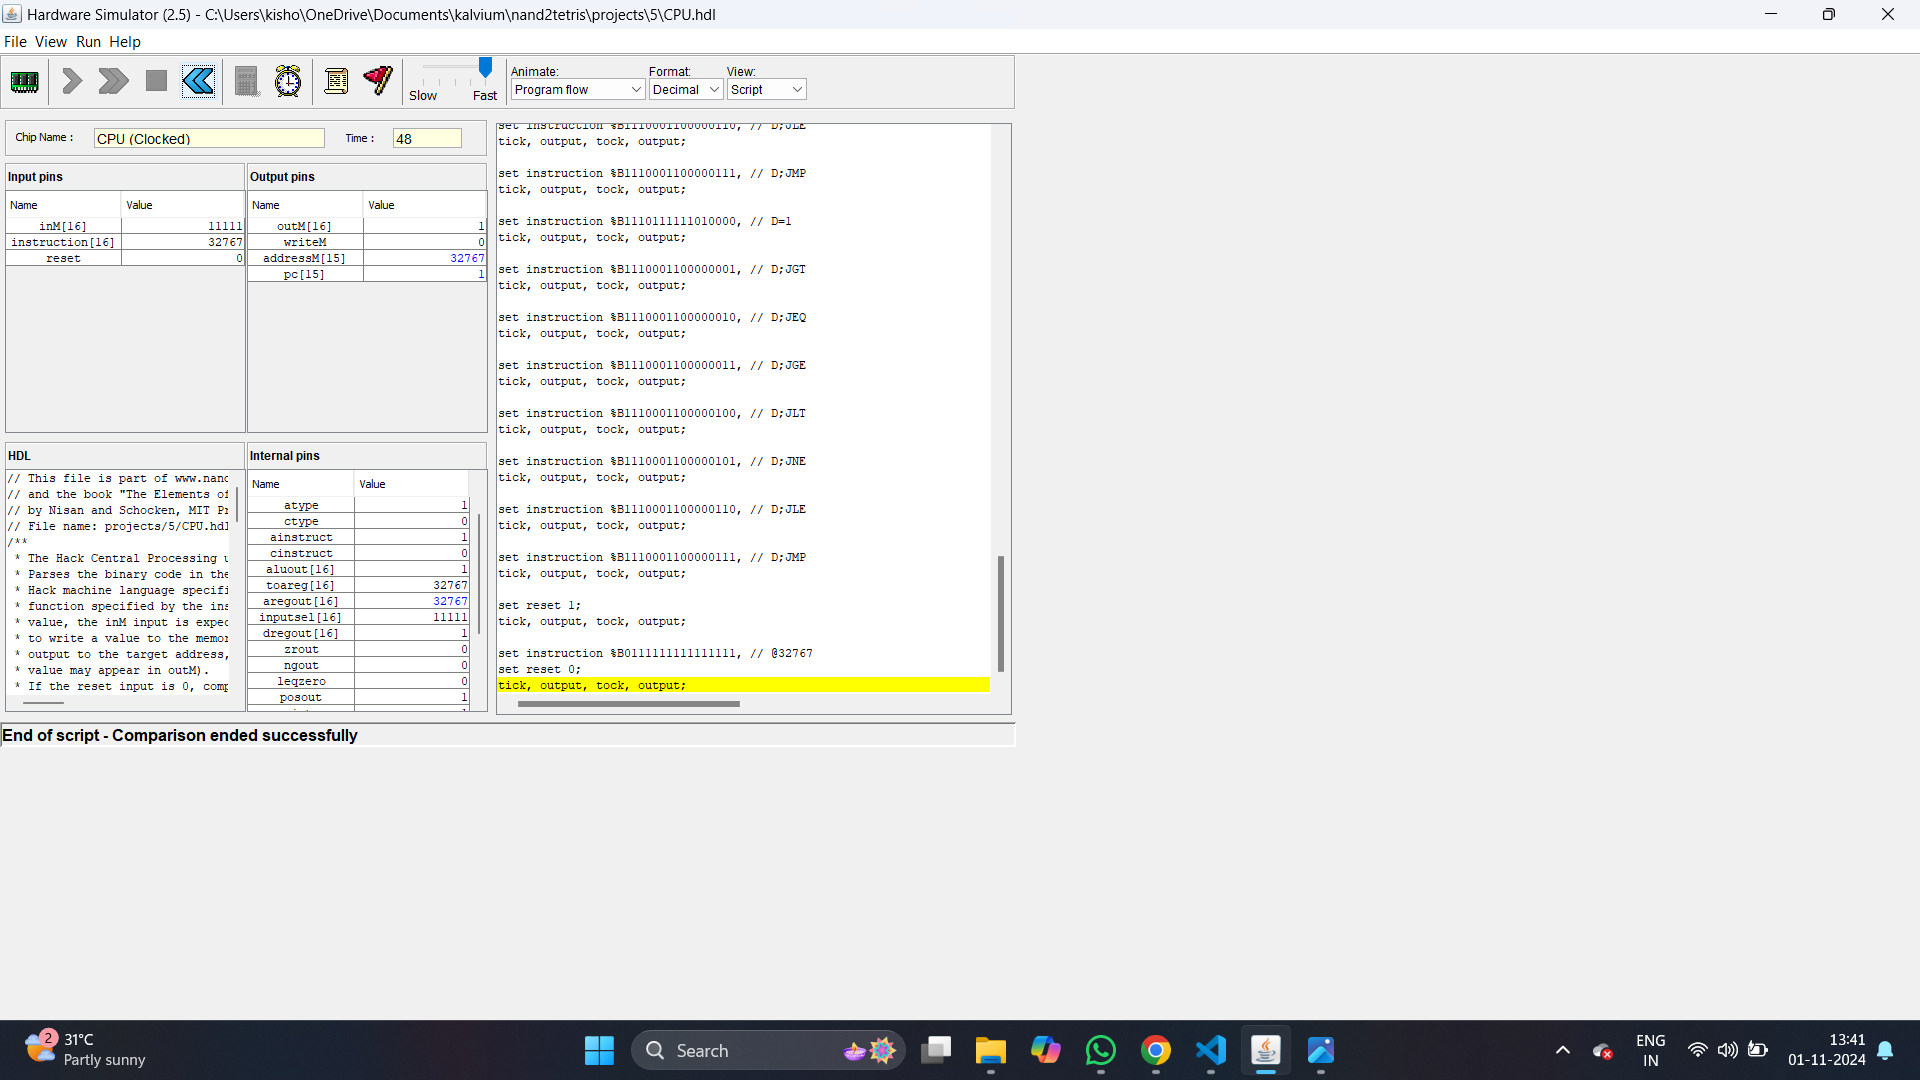 Hardware Simulator (2.5) - C:\Users\kisho\OneDrive\Documents\kalvium\nand2tetris\projects\5\CPU.hdl
File View Run Help
Slow Fast
Animate:
Program flow
Format:
Decimal
View:
Script
Chip Name : CPU (Clocked) Time : 48
Input pins
Name Value
inM[16] 11111
instruction[16] 32767
reset 0
Output pins
Name Value
outM[16] 1
writeM 0
addressM[15] 32767
pc[15] 1
HDL
// This file is part of www.nand
// and the book "The Elements of
// by Nisan and Schocken, MIT Pr
// File name: projects/5/CPU.hdl
/**
* The Hack Central Processing u
* Parses the binary code in the
* Hack machine language specifi
* function specified by the ins
* value, the inM input is expec
* to write a value to the memor
* output to the target address,
* value may appear in outM).
* If the reset input is 0, comp
Internal pins
Name Value
atype 1
ctype 0
ainstruct 1
cinstruct 0
aluout[16] 1
toareg[16] 32767
aregout[16] 32767
inputsel[16] 11111
dregout[16] 1
zrout 0
ngout 0
leqzero 0
posout 1
set instruction %B1110001100000110, // D;JLE
tick, output, tock, output;
set instruction %B1110001100000111, // D;JMP
tick, output, tock, output;
set instruction %B1110111111010000, // D=1
tick, output, tock, output;
set instruction %B1110001100000001, // D;JGT
tick, output, tock, output;
set instruction %B1110001100000010, // D;JEQ
tick, output, tock, output;
set instruction %B1110001100000011, // D;JGE
tick, output, tock, output;
set instruction %B1110001100000100, // D;JLT
tick, output, tock, output;
set instruction %B1110001100000101, // D;JNE
tick, output, tock, output;
set instruction %B1110001100000110, // D;JLE
tick, output, tock, output;
set instruction %B1110001100000111, // D;JMP
tick, output, tock, output;
set reset 1;
tick, output, tock, output;
set instruction %B0111111111111111, // @32767
set reset 0;
tick, output, tock, output;
End of script - Comparison ended successfully
2
31°C
Partly sunny
Search
ENG
IN
13:41
01-11-2024